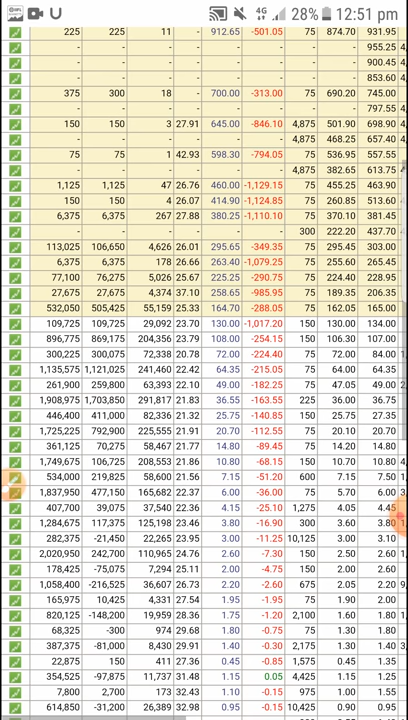 U 4G 28% 12:51 pm
225 225 11 - 912.65 -501.05 75 874.70 931.95
- - - - - - - - 955.25 4,
- - - - - - - - 900.45 4,
- - - - - - - - 853.60 4,
375 300 18 - 700.00 -313.00 75 690.20 745.00
- - - - - - - - 797.55 4,
150 150 3 27.91 645.00 -846.10 4,875 501.90 698.90 4,
- - - - - - 4,875 468.25 657.40 4,
75 75 1 42.93 598.30 -794.05 75 536.95 557.55
- - - - - - 4,875 382.65 613.75 4,
1,125 1,125 47 26.76 460.00 -1,129.15 75 455.25 463.90
150 150 4 26.07 414.90 -1,124.85 75 260.85 513.60
6,375 6,375 267 27.88 380.25 -1,110.10 75 370.10 381.45
- - - - - - 300 222.20 437.70
113,025 106,650 4,626 26.01 295.65 -349.35 75 295.45 303.00
6,375 6,375 178 26.66 263.40 -1,079.25 75 255.60 265.45
77,100 76,275 5,026 25.67 225.25 -290.75 75 224.40 228.95
27,675 27,675 4,374 37.10 258.65 -985.95 75 189.35 206.35
532,050 505,425 55,159 25.33 164.70 -288.05 75 162.05 165.00
109,725 109,725 29,092 23.70 130.00 -1,017.20 150 130.00 134.00
896,775 869,175 204,356 23.79 108.00 -254.15 150 106.30 107.00
300,225 300,075 72,338 20.78 72.00 -224.40 75 72.00 84.00
1,135,575 1,121,025 241,460 22.42 64.35 -215.05 75 64.00 64.35
261,900 259,800 63,393 22.10 49.00 -182.25 75 47.05 49.00
1,908,975 1,703,850 291,817 21.83 36.55 -163.55 225 36.00 36.75
446,400 411,000 82,336 21.32 25.75 -140.85 150 25.75 27.35
1,725,225 792,900 225,555 21.91 20.70 -112.55 75 20.10 20.70
361,125 70,275 58,467 21.77 14.80 -89.45 75 14.20 14.80
1,749,675 106,725 208,553 21.86 10.80 -68.15 150 10.70 10.80
534,000 219,825 58,600 21.56 7.15 -51.20 600 7.15 7.50
1,837,950 477,150 165,682 22.37 6.00 -36.00 75 5.70 6.00
407,700 39,075 37,540 22.36 4.15 -25.10 1,275 4.05 4.45
1,284,675 117,375 125,198 23.46 3.80 -16.90 300 3.60 3.80
282,375 -21,450 22,265 23.95 3.00 -11.25 10,125 3.00 3.10
2,020,950 242,700 110,965 24.76 2.60 -7.30 150 2.50 2.60
178,425 -75,075 7,294 25.11 2.00 -4.75 150 2.00 2.60
1,058,400 -216,525 36,607 26.73 2.20 -2.60 675 2.05 2.20
165,975 10,425 4,331 27.54 1.95 -1.95 75 1.90 2.00
820,125 -148,200 19,959 28.36 1.75 -1.20 2,100 1.60 1.80
68,325 -300 974 29.68 1.80 -0.75 75 1.30 1.80
387,375 -81,000 8,430 29.91 1.40 -0.30 2,175 1.30 1.40
22,875 150 411 27.36 0.45 -0.85 1,575 0.45 1.35
354,525 -97,875 11,737 31.48 1.15 0.05 4,425 1.15 1.25
7,800 2,700 173 32.43 1.10 -0.15 975 1.00 1.55
614,850 -31,200 26,389 32.98 0.95 -0.15 10,425 0.90 0.95